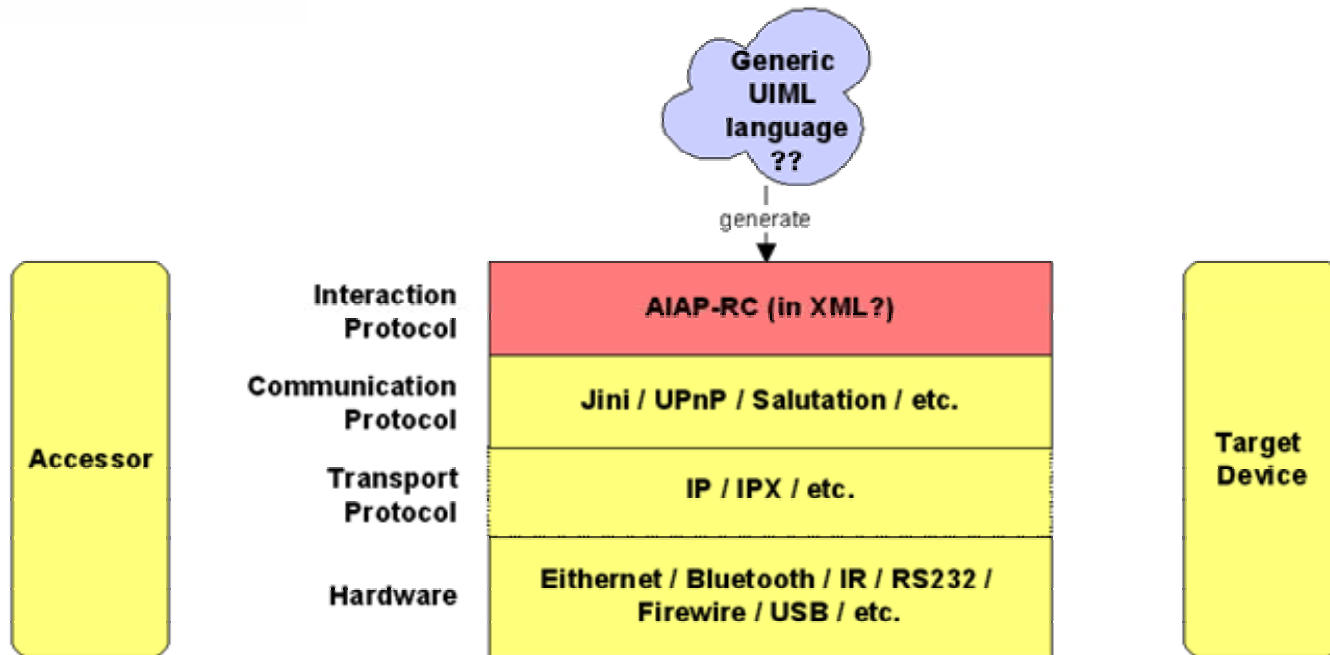 Generic
UIML
language
??
generate
Interaction
Protocol
AIAP-RC (in XML?)
Communication
Protocol
Jini / UPnP / Salutation / etc.
Accessor
Transport
Protocol
IP / IPX / etc.
Target
Device
Hardware
Eithernet / Bluetooth / IR / RS232 /
Firewire / USB / etc.